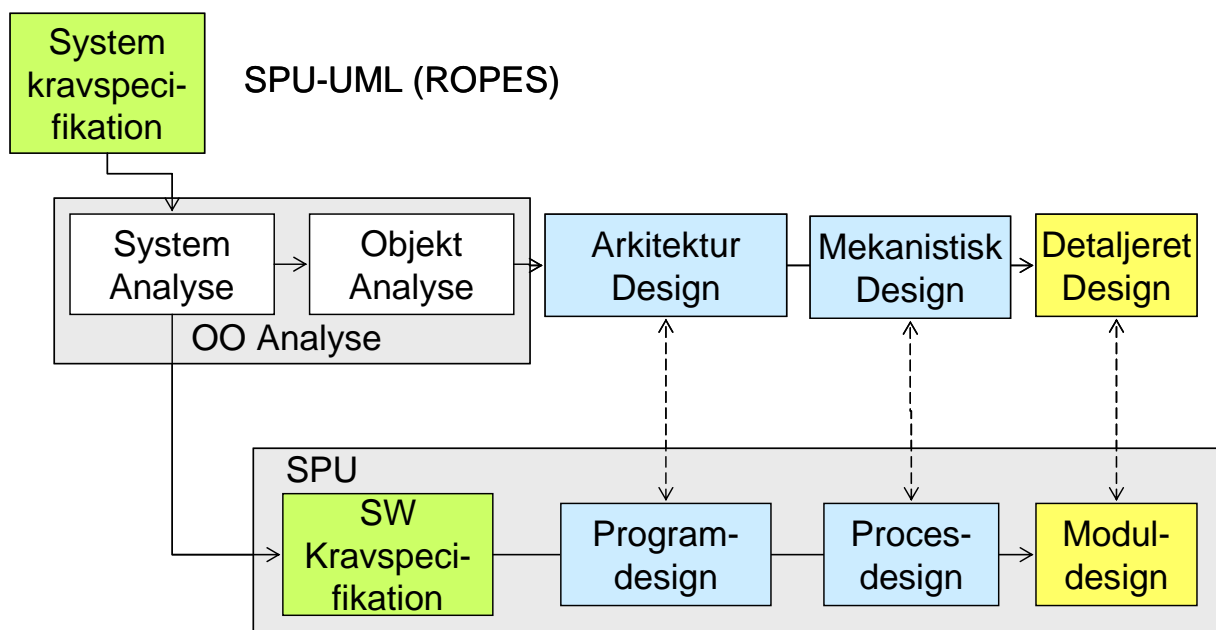 System
kravspeci-
fikation
SPU-UML (ROPES)
System
Analyse
Objekt
Analyse
OO Analyse
Arkitektur
Design
Mekanistisk
Design
Detaljeret
Design
SPU
SW
Kravspeci-
fikation
Program-
design
Proces-
design
Modul-
design